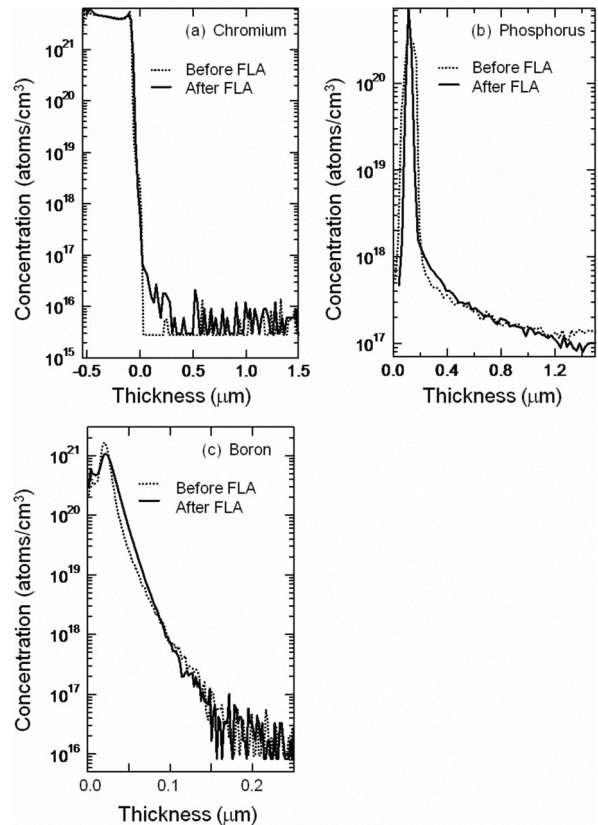 (a) Chromium
Before FLA
After FLA
Concentration (atoms/cm³)
10²¹
10²⁰
10¹⁹
10¹⁸
10¹⁷
10¹⁶
10¹⁵
-0.5 0.0 0.5 1.0 1.5
Thickness (μm)
(b) Phosphorus
Before FLA
After FLA
Concentration (atoms/cm³)
10²⁰
10¹⁹
10¹⁸
10¹⁷
0.0 0.4 0.8 1.2
Thickness (μm)
(c) Boron
Before FLA
After FLA
Concentration (atoms/cm³)
10²¹
10²⁰
10¹⁹
10¹⁸
10¹⁷
10¹⁶
0.0 0.1 0.2
Thickness (μm)